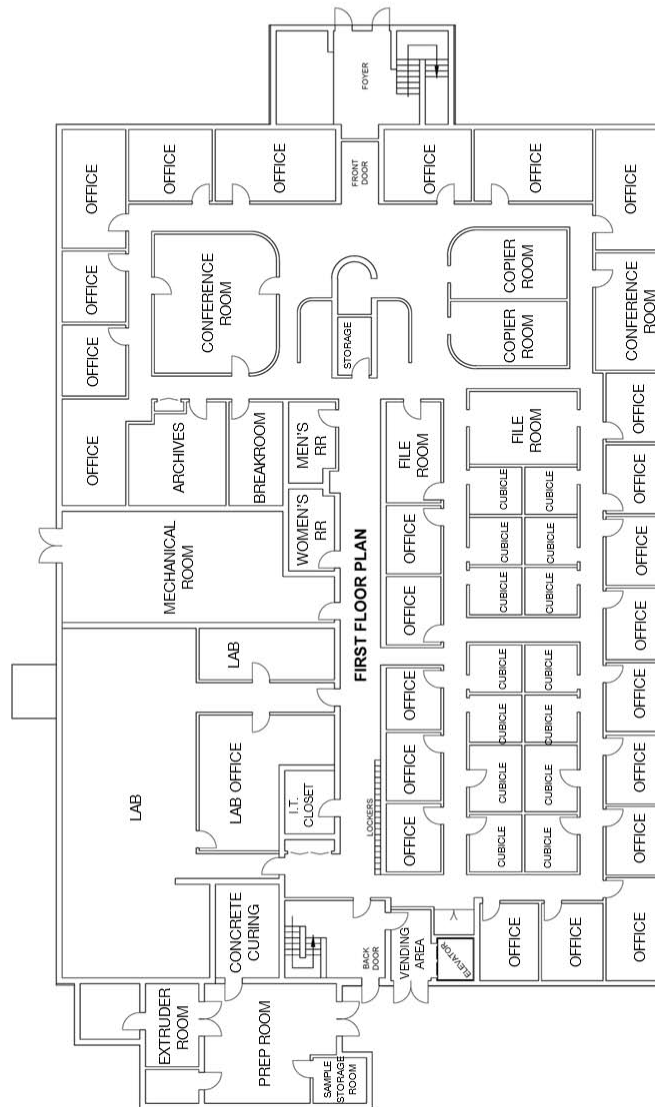 FOYER
OFFICE
OFFICE
OFFICE
FRONT
DOOR
OFFICE
OFFICE
OFFICE
OFFICE
CONFERENCE
ROOM
COPIER
ROOM
CONFERENCE
ROOM
OFFICE
STORAGE
COPIER
ROOM
OFFICE
OFFICE
ARCHIVES
BREAKROOM
MEN'S
RR
FILE
ROOM
FILE
ROOM
OFFICE
CUBICLE
CUBICLE
MECHANICAL
ROOM
WOMEN'S
RR
OFFICE
CUBICLE
CUBICLE
OFFICE
FIRST FLOOR PLAN
OFFICE
CUBICLE
CUBICLE
OFFICE
LAB
OFFICE
CUBICLE
CUBICLE
OFFICE
LAB
LAB OFFICE
OFFICE
CUBICLE
CUBICLE
OFFICE
I.T.
CLOSET
LOCKERS
CUBICLE
CUBICLE
OFFICE
OFFICE
CUBICLE
CUBICLE
CONCRETE
CURING
BACK
DOOR
VENDING
AREA
ELEVATOR
OFFICE
OFFICE
OFFICE
EXTRUDER
ROOM
PREP ROOM
SAMPLE
STORAGE
ROOM